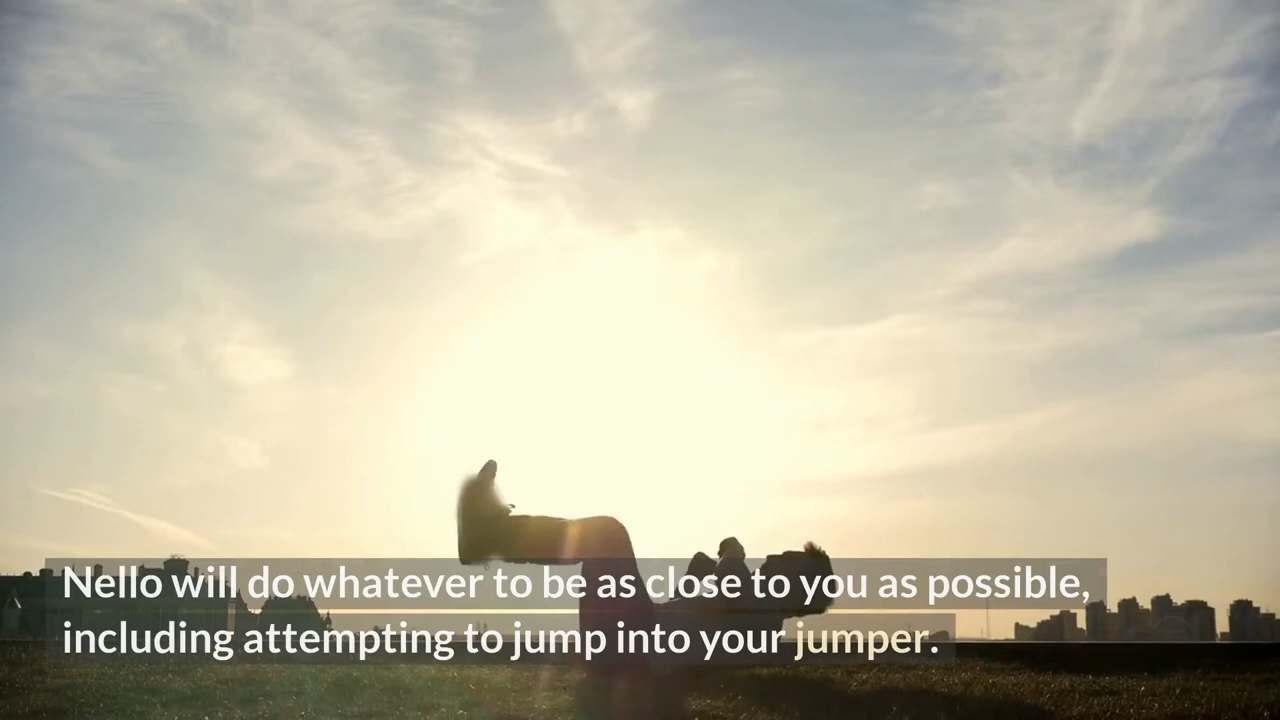 Nello will do whatever to be as close to you as possible,
including attempting to jump into your jumper.